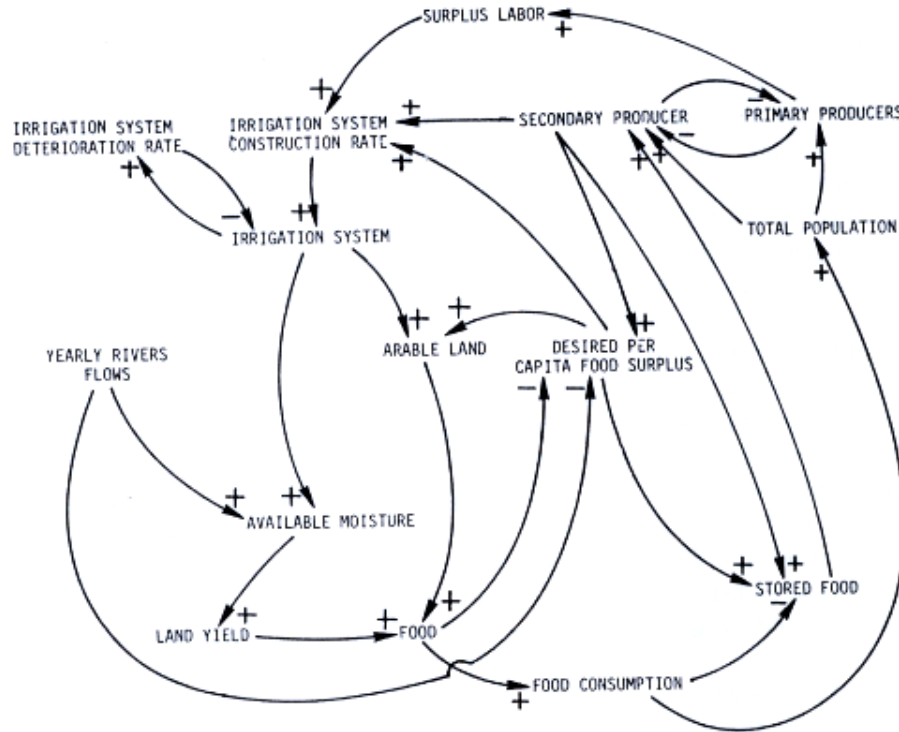 SURPLUS LABOR
IRRIGATION SYSTEM
DETERIORATION RATE
IRRIGATION SYSTEM
CONSTRUCTION RATE
SECONDARY PRODUCER
PRIMARY PRODUCERS
IRRIGATION SYSTEM
TOTAL POPULATION
YEARLY RIVERS
FLOWS
ARABLE LAND
DESIRED PER
CAPITA FOOD SURPLUS
AVAILABLE MOISTURE
STORED FOOD
LAND YIELD
FOOD
FOOD CONSUMPTION